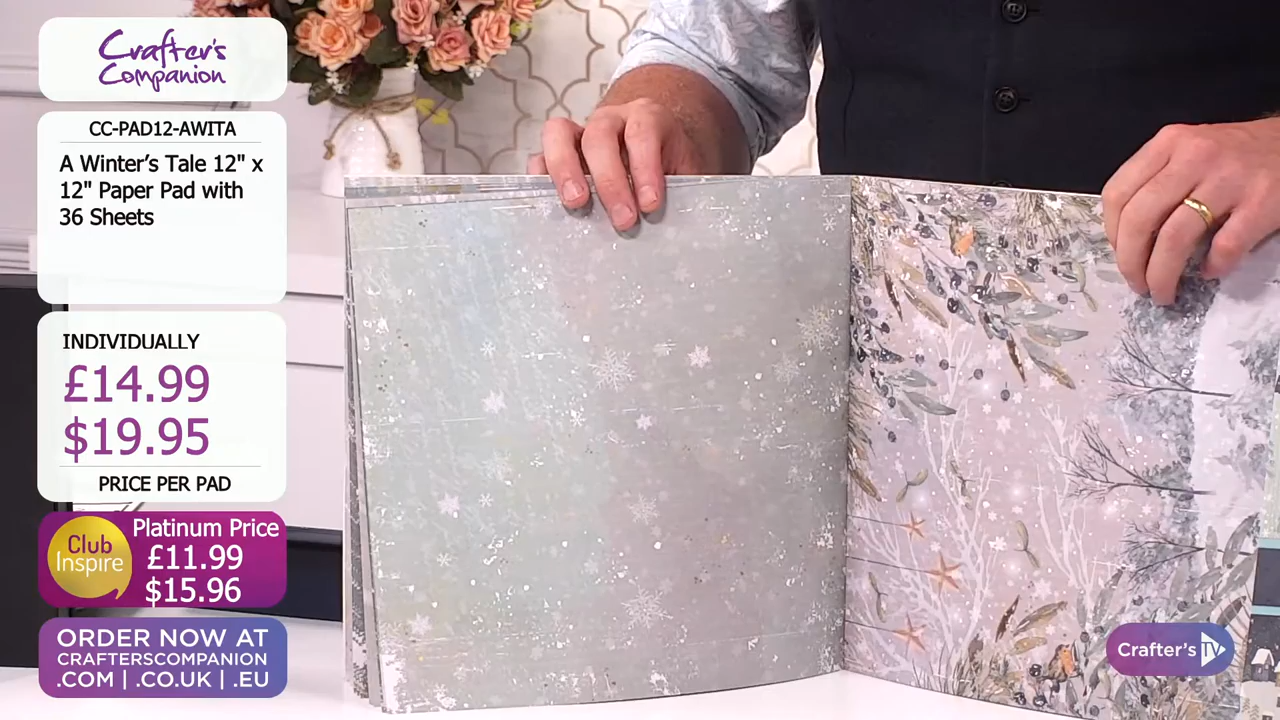 Crafter's
Companion
CC-PAD12-AWITA
A Winter's Tale 12" x
12" Paper Pad with
36 Sheets
INDIVIDUALLY
£14.99
$19.95
PRICE PER PAD
Club
Inspire
Platinum Price
£11.99
$15.96
ORDER NOW AT
CRAFTERSCOMPANION
.COM | .CO.UK | .EU
Crafter's TV